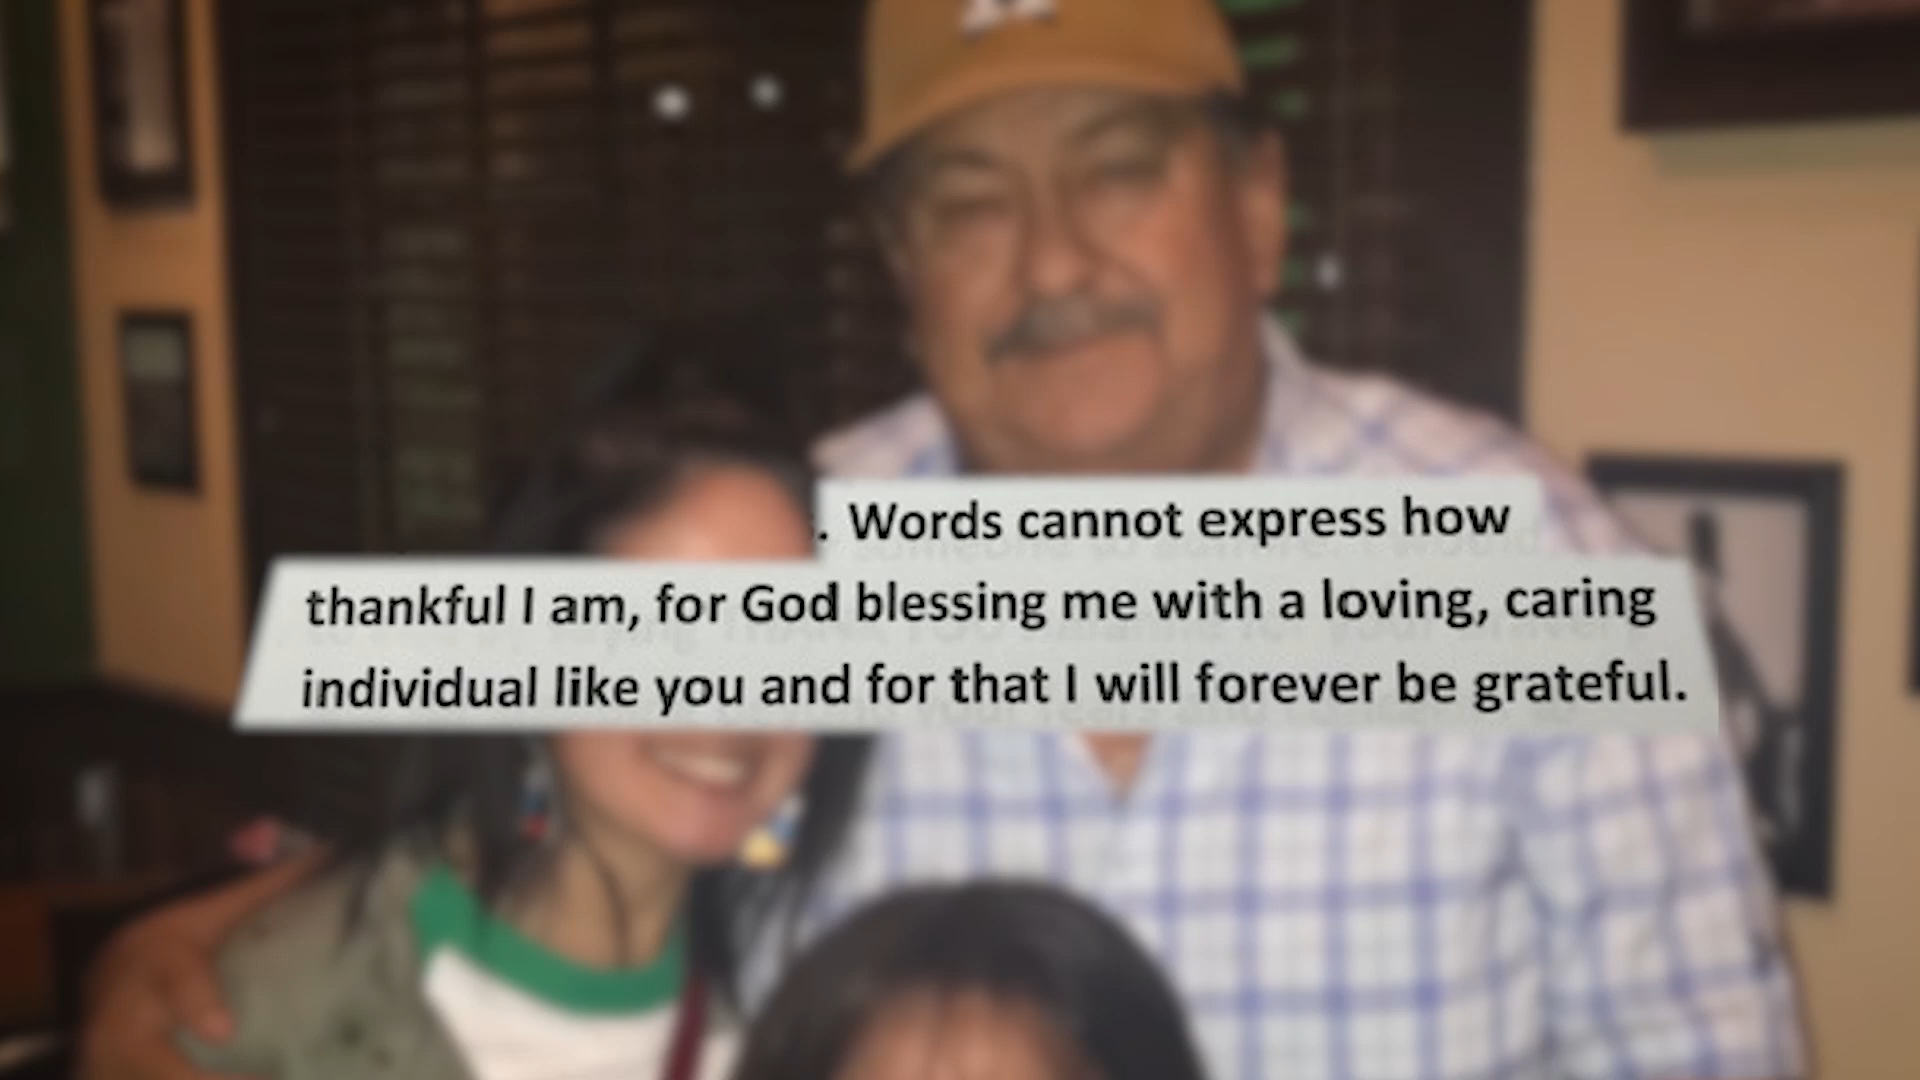 . Words cannot express how
thankful I am, for God blessing me with a loving, caring
individual like you and for that I will forever be grateful.